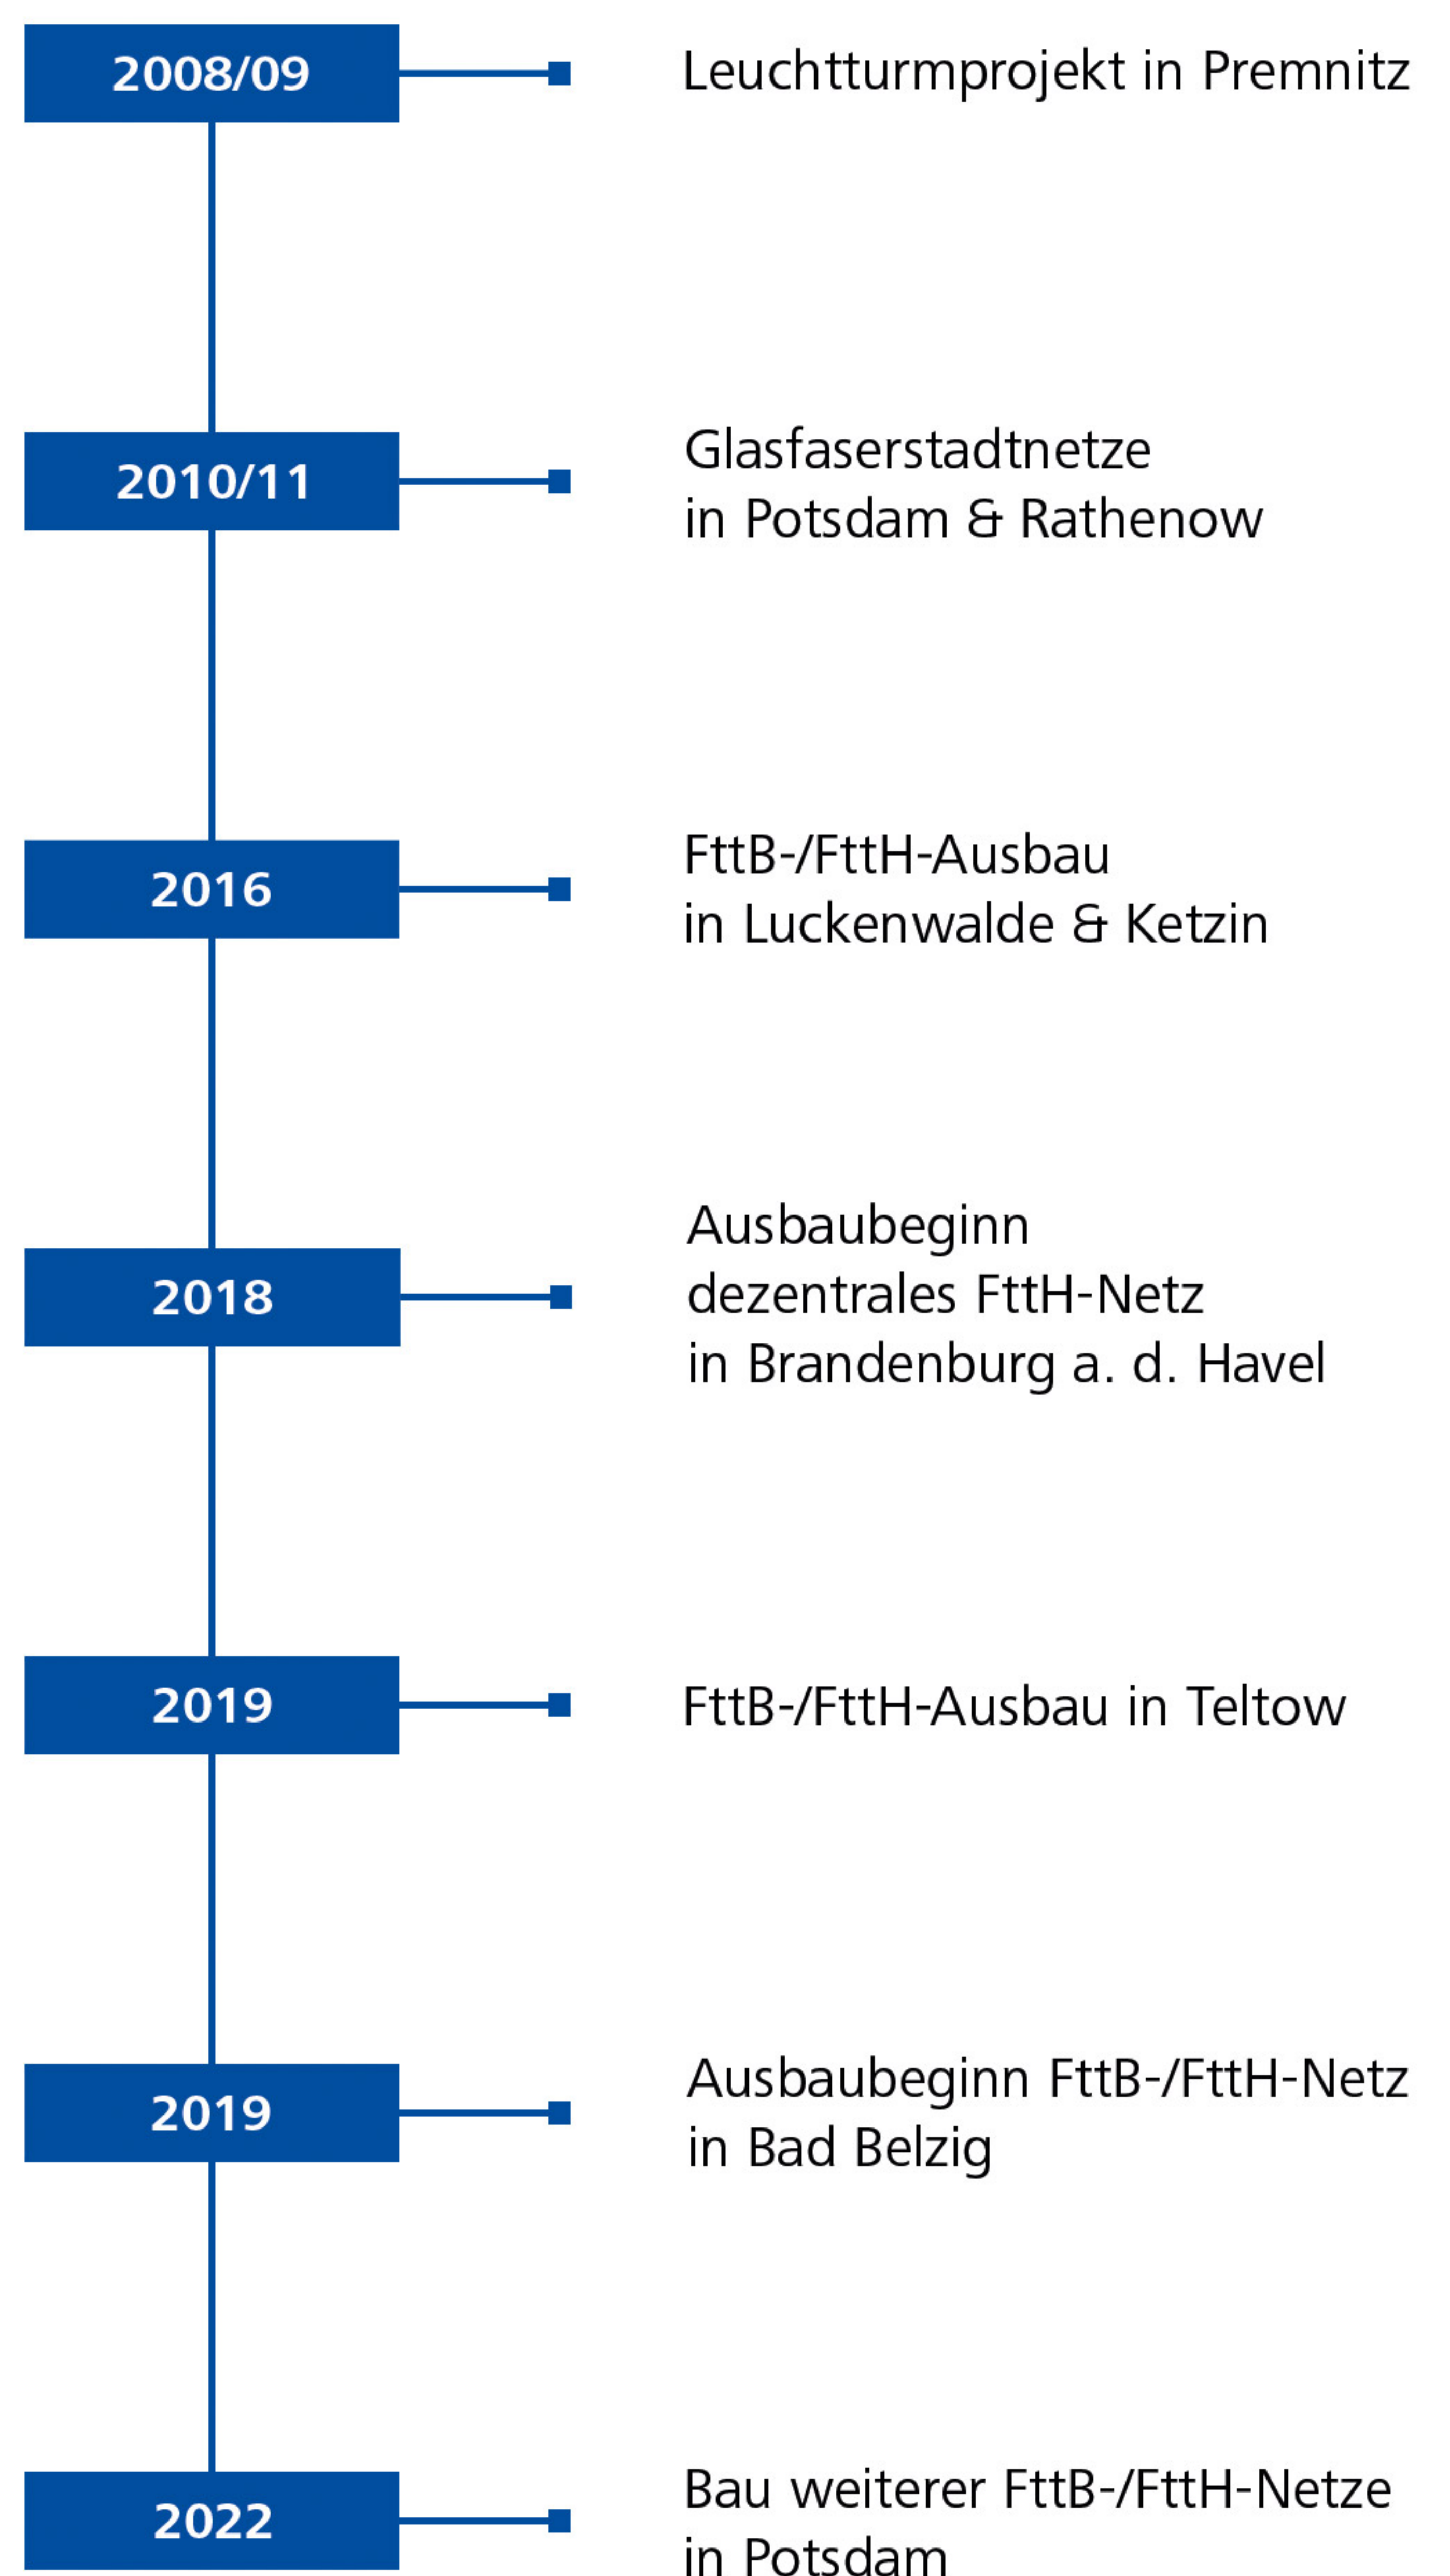 2008/09
Leuchtturmprojekt in Premnitz
2010/11
Glasfaserstadtnetze
in Potsdam & Rathenow
2016
FttB-/FttH-Ausbau
in Luckenwalde & Ketzin
2018
Ausbaubeginn
dezentrales FttH-Netz
in Brandenburg a. d. Havel
2019
FttB-/FttH-Ausbau in Teltow
2019
Ausbaubeginn FttB-/FttH-Netz
in Bad Belzig
2022
Bau weiterer FttB-/FttH-Netze
in Potsdam